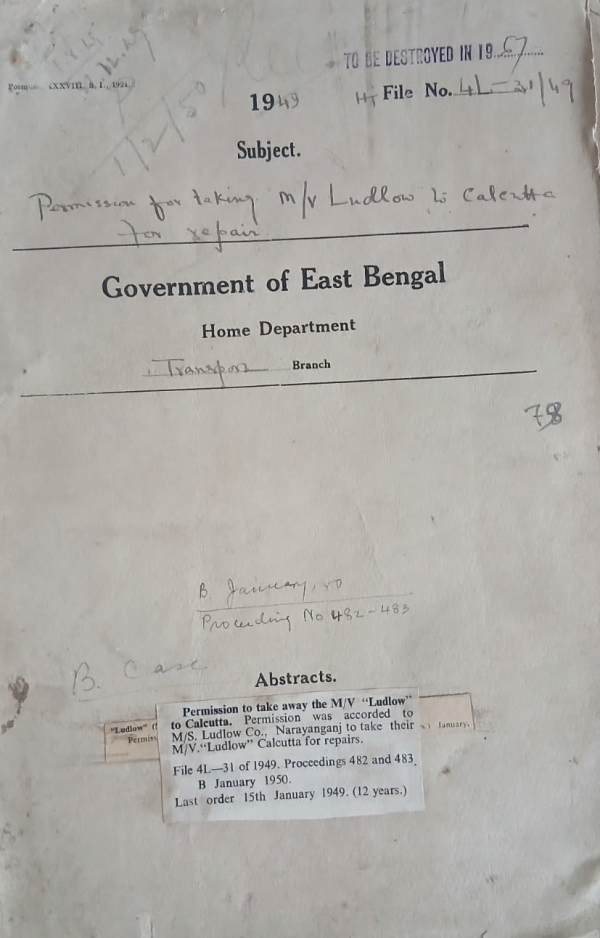 TO BE DESTROYED IN 1967
Form CXXVIII, B. I., 1921.
1949
File No. 4L-31/49
1/2/50
Subject.
Permission for taking M/V Ludlow to Calcutta
for repair
Government of East Bengal
Home Department
Transport Branch
78
B. January, 50
Proceeding No 482-483
B. Case
Abstracts.
Permission to take away the M/V “Ludlow”
to Calcutta. Permission was accorded to
M/S. Ludlow Co., Narayanganj to take their
M/V.“Ludlow” Calcutta for repairs.
File 4L—31 of 1949. Proceedings 482 and 483.
B January 1950.
Last order 15th January 1949. (12 years.)
“Ludlow”
January.